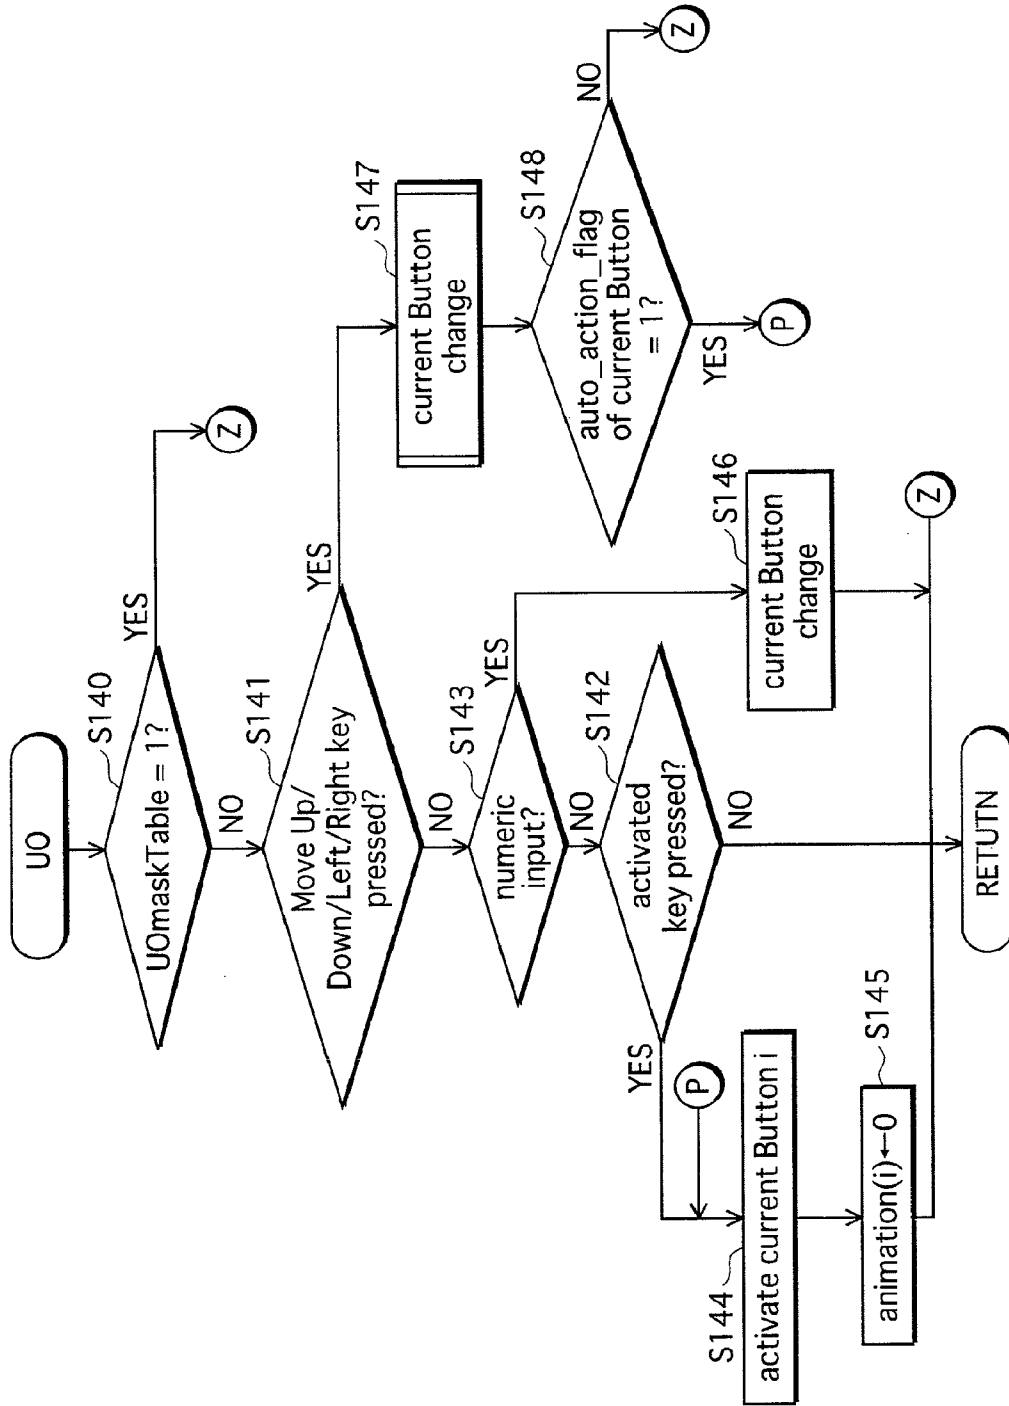 UO
S140
UOmaskTable = 1?
YES
Z
NO
S141
Move Up/
Down/Left/Right key
pressed?
YES
S147
current Button
change
S148
auto_action_flag
of current Button
= 1?
NO
Z
YES
P
NO
S143
numeric
input?
YES
S146
current Button
change
Z
NO
S142
activated
key pressed?
NO
YES
P
S144
activate current Button i
S145
animation(i)←0
RETUTN